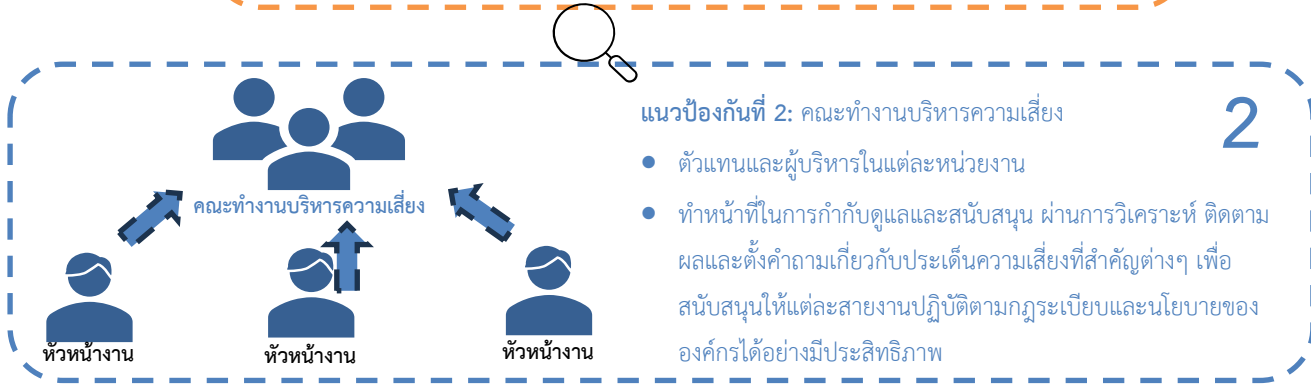 แนวป้องกันที่ 2: คณะทำงานบริหารความเสี่ยง
2
● ตัวแทนและผู้บริหารในแต่ละหน่วยงาน
● ทำหน้าที่ในการกำกับดูแลและสนับสนุน ผ่านการวิเคราะห์ ติดตาม
ผลและตั้งคำถามเกี่ยวกับประเด็นความเสี่ยงที่สำคัญต่างๆ เพื่อ
สนับสนุนให้แต่ละสายงานปฏิบัติตามกฎระเบียบและนโยบายของ
องค์กรได้อย่างมีประสิทธิภาพ
คณะทำงานบริหารความเสี่ยง
หัวหน้างาน
หัวหน้างาน
หัวหน้างาน